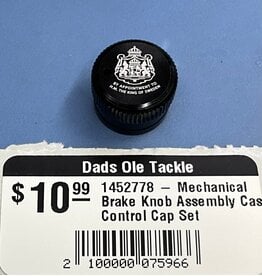 BY APPOINTMENT TO
H.M. THE KING OF SWEDEN
Dads Ole Tackle
$10.99
1452778 – Mechanical
Brake Knob Assembly Cas
Control Cap Set
2 100000 075966